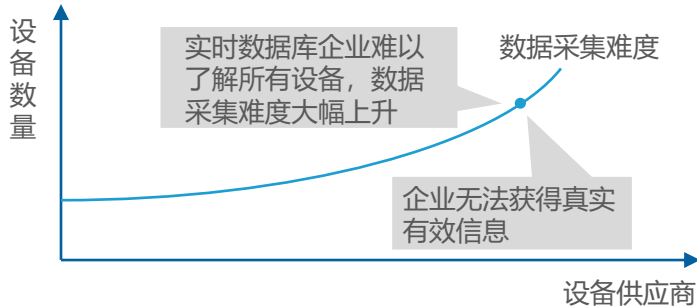 设备数量
实时数据库企业难以
了解所有设备，数据
采集难度大幅上升
数据采集难度
企业无法获得真实
有效信息
设备供应商